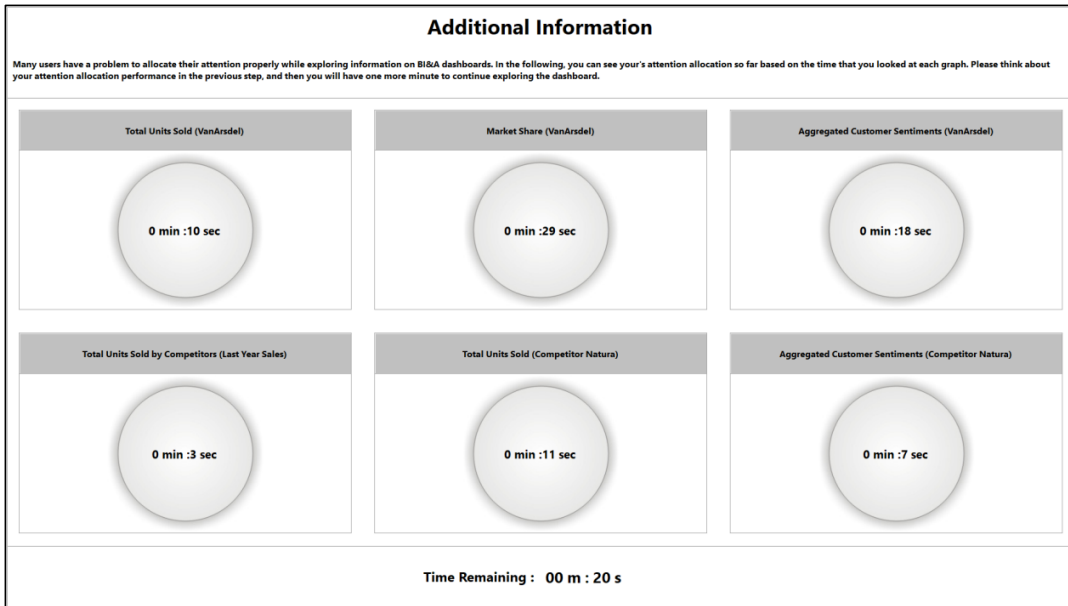 Additional Information
Many users have a problem to allocate their attention properly while exploring information on BI&A dashboards. In the following, you can see your's attention allocation so far based on the time that you looked at each graph. Please think about
your attention allocation performance in the previous step, and then you will have one more minute to continue exploring the dashboard.
Total Units Sold (VanArsdel)
Market Share (VanArsdel)
Aggregated Customer Sentiments (VanArsdel)
0 min :10 sec
0 min :29 sec
0 min :18 sec
Total Units Sold by Competitors (Last Year Sales)
Total Units Sold (Competitor Natura)
Aggregated Customer Sentiments (Competitor Natura)
0 min :3 sec
0 min :11 sec
0 min :7 sec
Time Remaining : 00 m : 20 s